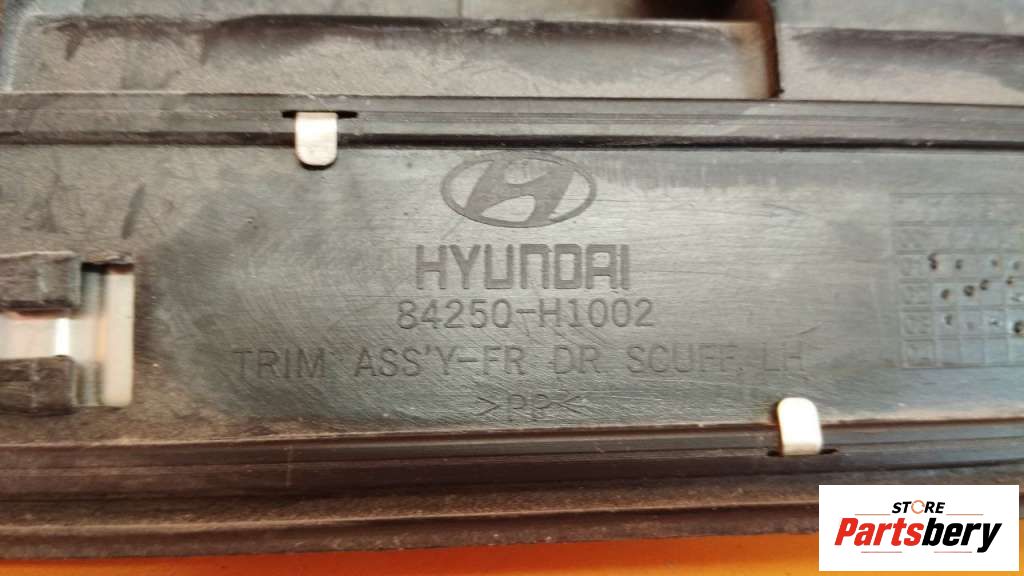 HYUNDAI
84250-H1002
TRIM ASS'Y-FR DR SCUFF, LH
>PP<
STORE
Partsbery